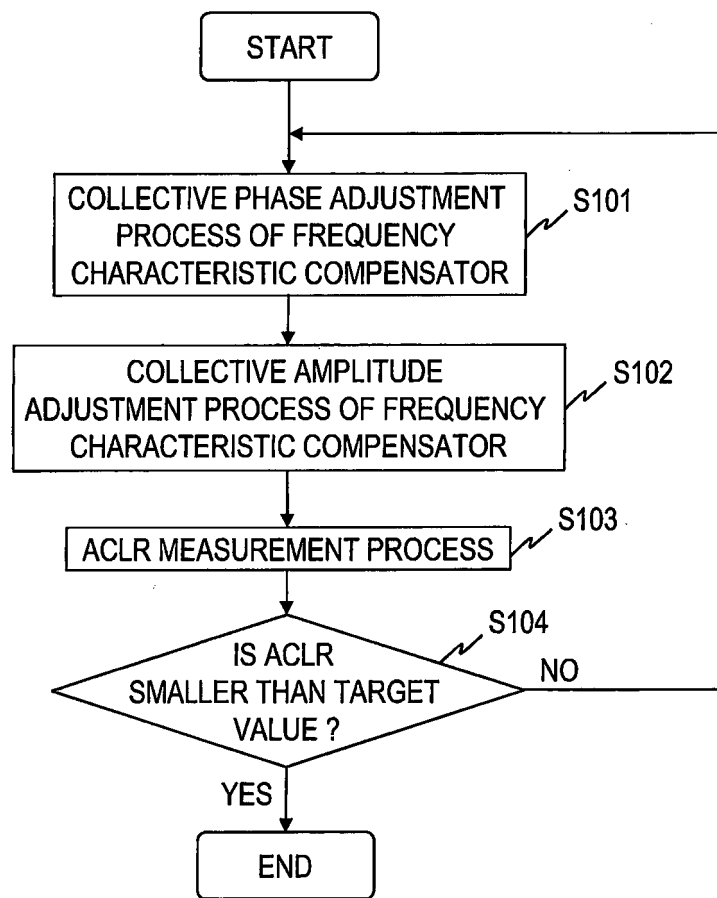 START
COLLECTIVE PHASE ADJUSTMENT
PROCESS OF FREQUENCY
CHARACTERISTIC COMPENSATOR
S101
COLLECTIVE AMPLITUDE
ADJUSTMENT PROCESS OF FREQUENCY
CHARACTERISTIC COMPENSATOR
S102
ACLR MEASUREMENT PROCESS
S103
IS ACLR
SMALLER THAN TARGET
VALUE ?
S104
NO
YES
END